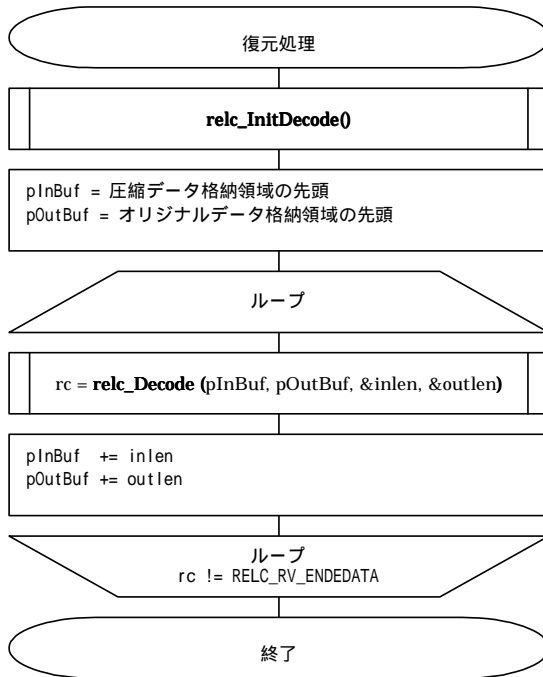 復元処理
relc_InitDecode()
pInBuf = 圧縮データ格納領域の先頭
pOutBuf = オリジナルデータ格納領域の先頭
ループ
rc = relc_Decode (pInBuf, pOutBuf, &inlen, &outlen)
pInBuf += inlen
pOutBuf += outlen
ループ
rc != RELC_RV_ENDEDATA
終了